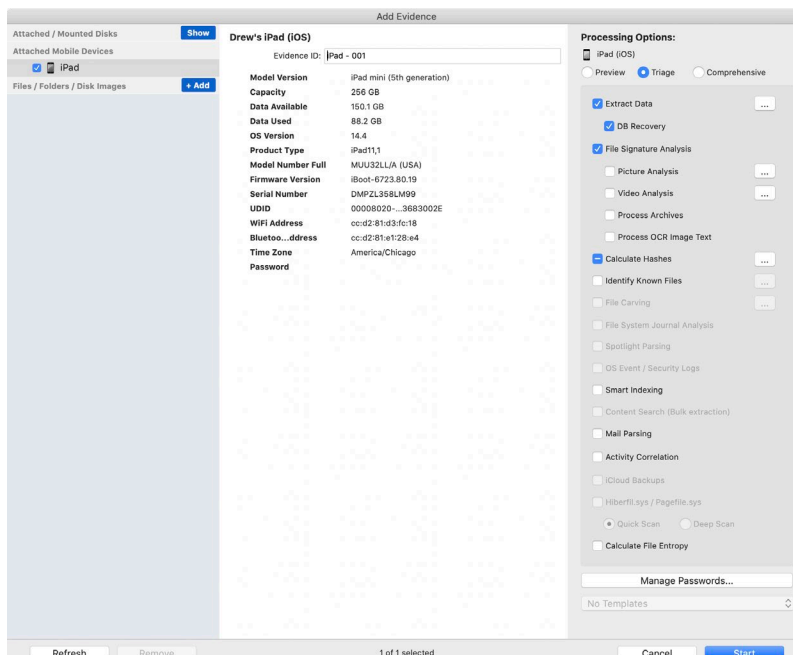 Add Evidence
Attached / Mounted Disks
Show
Attached Mobile Devices
iPad
Files / Folders / Disk Images
+ Add
Drew's iPad (iOS)
Evidence ID: iPad - 001
Model Version iPad mini (5th generation)
Capacity 256 GB
Data Available 150.1 GB
Data Used 88.2 GB
OS Version 14.4
Product Type iPad11,1
Model Number Full MUU32LL/A (USA)
Firmware Version iBoot-6723.80.19
Serial Number DMPZL358LM99
UDID 00008020-...3683002E
WiFi Address cc:d2:81:d3:fc:18
Bluetoo...ddress cc:d2:81:e1:28:e4
Time Zone America/Chicago
Password
Processing Options:
iPad (iOS)
Preview Triage Comprehensive
Extract Data ...
DB Recovery
File Signature Analysis
Picture Analysis ...
Video Analysis ...
Process Archives
Process OCR Image Text
Calculate Hashes ...
Identify Known Files ...
File Carving ...
File System Journal Analysis
Spotlight Parsing
OS Event / Security Logs
Smart Indexing
Content Search (Bulk extraction)
Mail Parsing
Activity Correlation
iCloud Backups
Hiberfil.sys / Pagefile.sys
Quick Scan Deep Scan
Calculate File Entropy
Manage Passwords...
No Templates
Refresh Remove 1 of 1 selected Cancel Start